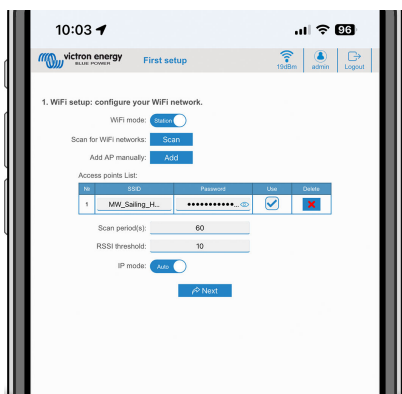 10:03
96
victron energy
BLUE POWER
First setup
19dBm
admin
Logout
1. WiFi setup: configure your WiFi network.
WiFi mode: Station
Scan for WiFi networks: Scan
Add AP manually: Add
Access points List:
№ SSID Password Use Delete
1 MW_Sailing_H... •••••••••••...
Scan period(s): 60
RSSI threshold: 10
IP mode: Auto
Next